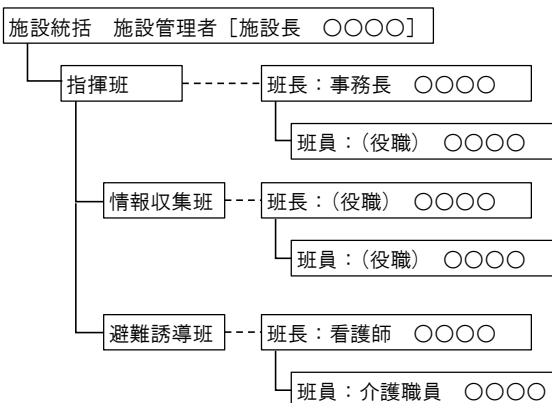 施設統括　施設管理者［施設長　○○○○］
指揮班
班長：事務長　○○○○
班員：（役職）　○○○○
情報収集班
班長：（役職）　○○○○
班員：（役職）　○○○○
避難誘導班
班長：看護師　○○○○
班員：介護職員　○○○○